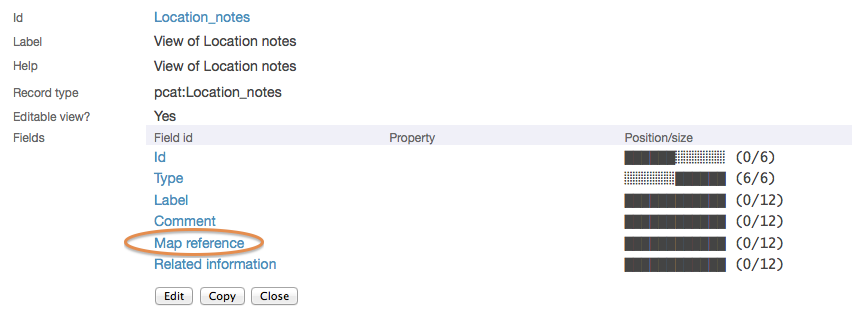 Id Location_notes
Label View of Location notes
Help View of Location notes
Record type pcat:Location_notes
Editable view? Yes
Fields Field id Property Position/size
Id (0/6)
Type (6/6)
Label (0/12)
Comment (0/12)
Map reference (0/12)
Related information (0/12)
Edit Copy Close